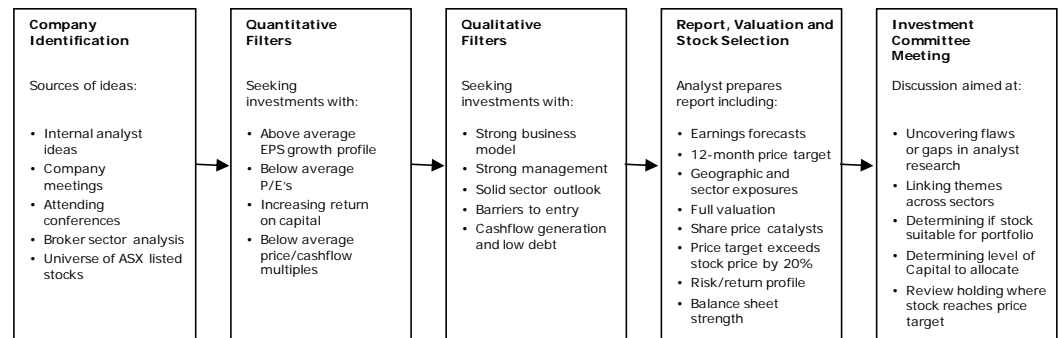 Company
Identification
Sources of ideas:
• Internal analyst
ideas
• Company
meetings
• Attending
conferences
• Broker sector analysis
• Universe of ASX listed
stocks
Quantitative
Filters
Seeking
investments with:
• Above average
EPS growth profile
• Below average
P/E's
• Increasing return
on capital
• Below average
price/cashflow
multiples
Qualitative
Filters
Seeking
investments with:
• Strong business
model
• Strong management
• Solid sector outlook
• Barriers to entry
• Cashflow generation
and low debt
Report, Valuation and
Stock Selection
Analyst prepares
report including:
• Earnings forecasts
• 12-month price target
• Geographic and
sector exposures
• Full valuation
• Share price catalysts
• Price target exceeds
stock price by 20%
• Risk/return profile
• Balance sheet
strength
Investment
Committee
Meeting
Discussion aimed at:
• Uncovering flaws
or gaps in analyst
research
• Linking themes
across sectors
• Determining if stock
suitable for portfolio
• Determining level of
Capital to allocate
• Review holding where
stock reaches price
target